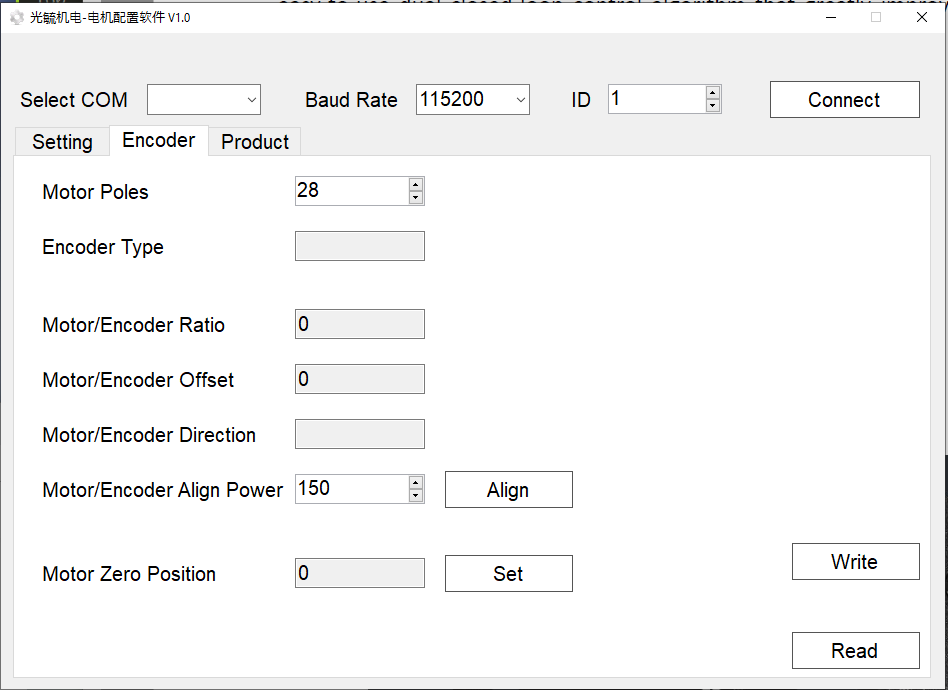 光毓机电-电机配置软件 V1.0
Select COM Baud Rate 115200 ID 1 Connect
Setting Encoder Product
Motor Poles 28
Encoder Type
Motor/Encoder Ratio 0
Motor/Encoder Offset 0
Motor/Encoder Direction
Motor/Encoder Align Power 150 Align
Motor Zero Position 0 Set
Write
Read